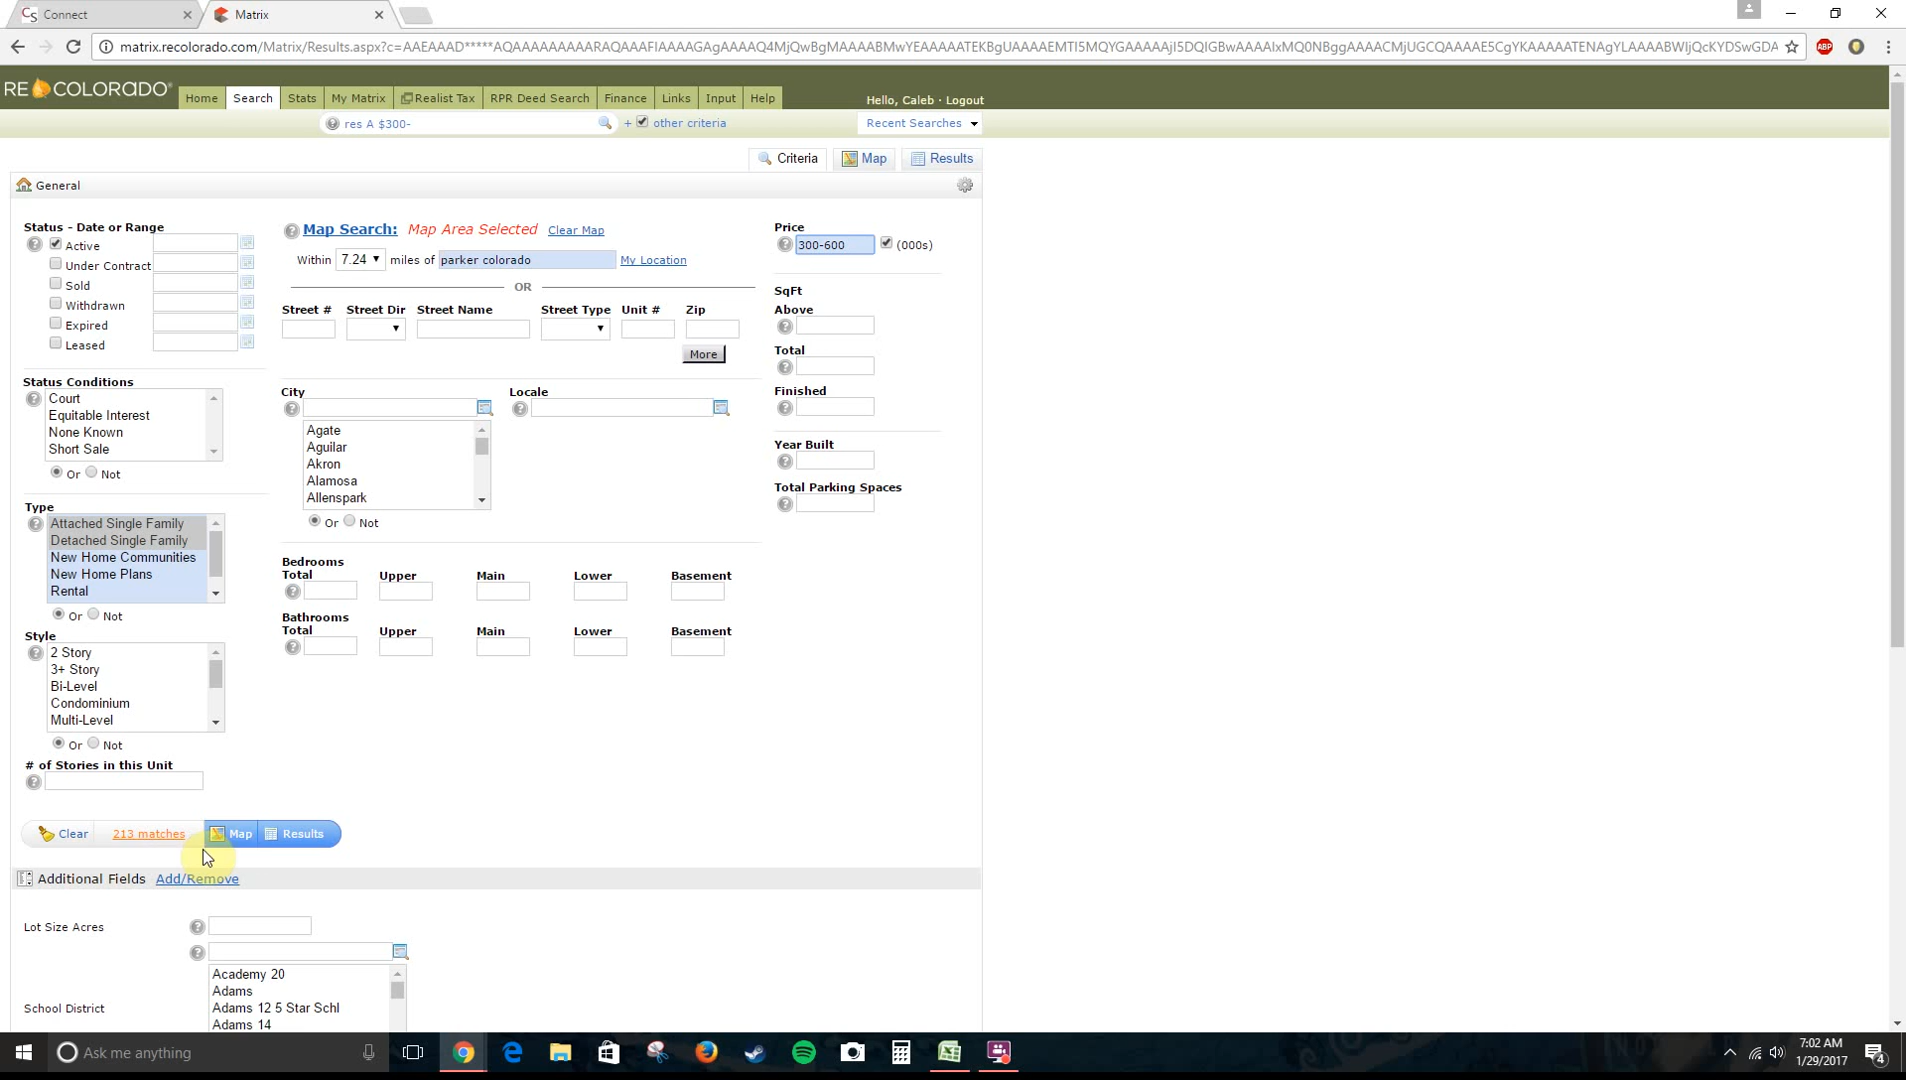 Connect
Matrix
matrix.recolorado.com/Matrix/Results.aspx?c=AAEAAAD*****AQAAAAAAAAARAQAAAFIAAAAGAgAAAAQ4MjQwBgMAAAABMwYEAAAAATEKBgUAAAAEMTI5MQYGAAAAAjI5DQIGBwAAAAIxMQ0NBggAAAACMjUGCQAAAAE5CgYKAAAAATENAgYLAAAABWljQcKYDSwGDA
ABP
RECOLORADO®
Home Search Stats My Matrix Realist Tax RPR Deed Search Finance Links Input Help
Hello, Caleb · Logout
res A $300-
+ other criteria
Recent Searches
Criteria Map Results
General
Status - Date or Range
Active
Under Contract
Sold
Withdrawn
Expired
Leased
Map Search: Map Area Selected Clear Map
Within 7.24 miles of parker colorado My Location
OR
Street # Street Dir Street Name Street Type Unit # Zip
More
Price
300-600 (000s)
SqFt
Above
Total
Finished
Year Built
Total Parking Spaces
Status Conditions
Court
Equitable Interest
None Known
Short Sale
Or Not
City
Agate
Aguilar
Akron
Alamosa
Allenspark
Or Not
Locale
Type
Attached Single Family
Detached Single Family
New Home Communities
New Home Plans
Rental
Or Not
Bedrooms
Total Upper Main Lower Basement
Bathrooms
Total Upper Main Lower Basement
Style
2 Story
3+ Story
Bi-Level
Condominium
Multi-Level
Or Not
# of Stories in this Unit
Clear 213 matches Map Results
Additional Fields Add/Remove
Lot Size Acres
School District
Academy 20
Adams
Adams 12 5 Star Schl
Adams 14
Ask me anything
7:02 AM
1/29/2017
4